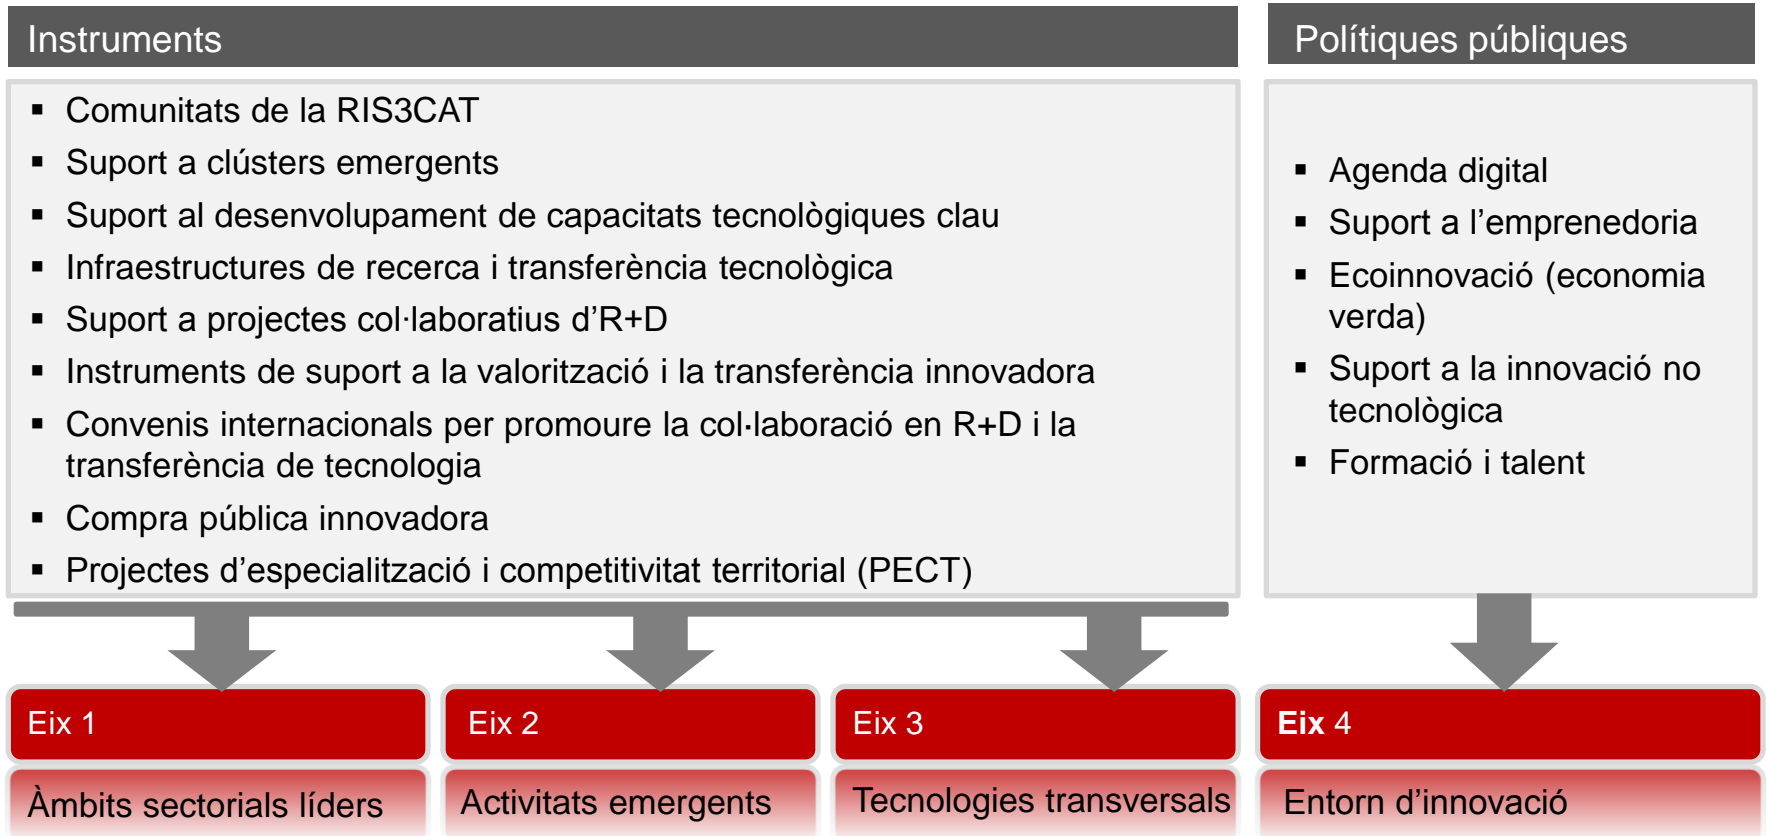 Instruments
▪ Comunitats de la RIS3CAT
▪ Suport a clústers emergents
▪ Suport al desenvolupament de capacitats tecnològiques clau
▪ Infraestructures de recerca i transferència tecnològica
▪ Suport a projectes col·laboratius d’R+D
▪ Instruments de suport a la valorització i la transferència innovadora
▪ Convenis internacionals per promoure la col·laboració en R+D i la
transferència de tecnologia
▪ Compra pública innovadora
▪ Projectes d’especialització i competitivitat territorial (PECT)
Polítiques públiques
▪ Agenda digital
▪ Suport a l’emprenedoria
▪ Ecoinnovació (economia
verda)
▪ Suport a la innovació no
tecnològica
▪ Formació i talent
Eix 1
Àmbits sectorials líders
Eix 2
Activitats emergents
Eix 3
Tecnologies transversals
Eix 4
Entorn d’innovació